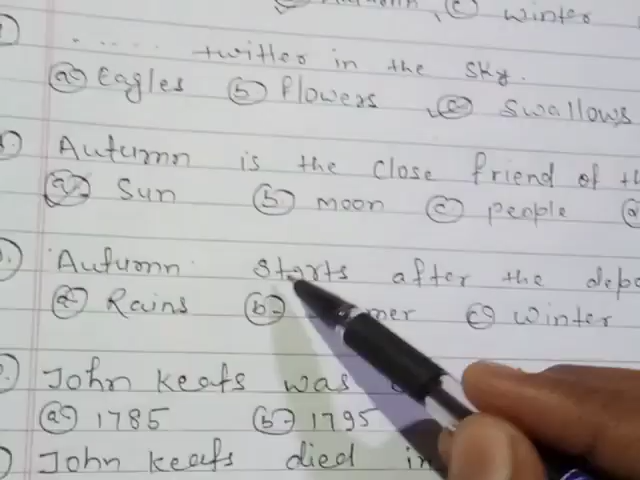 c winter
..... twitter in the sky.
a Eagles b flowers c swallows
Autumn is the close friend of
a Sun b moon c people
Autumn starts after the
a Rains b c winter
John keats was
a 1785 b 1795
John keats died in